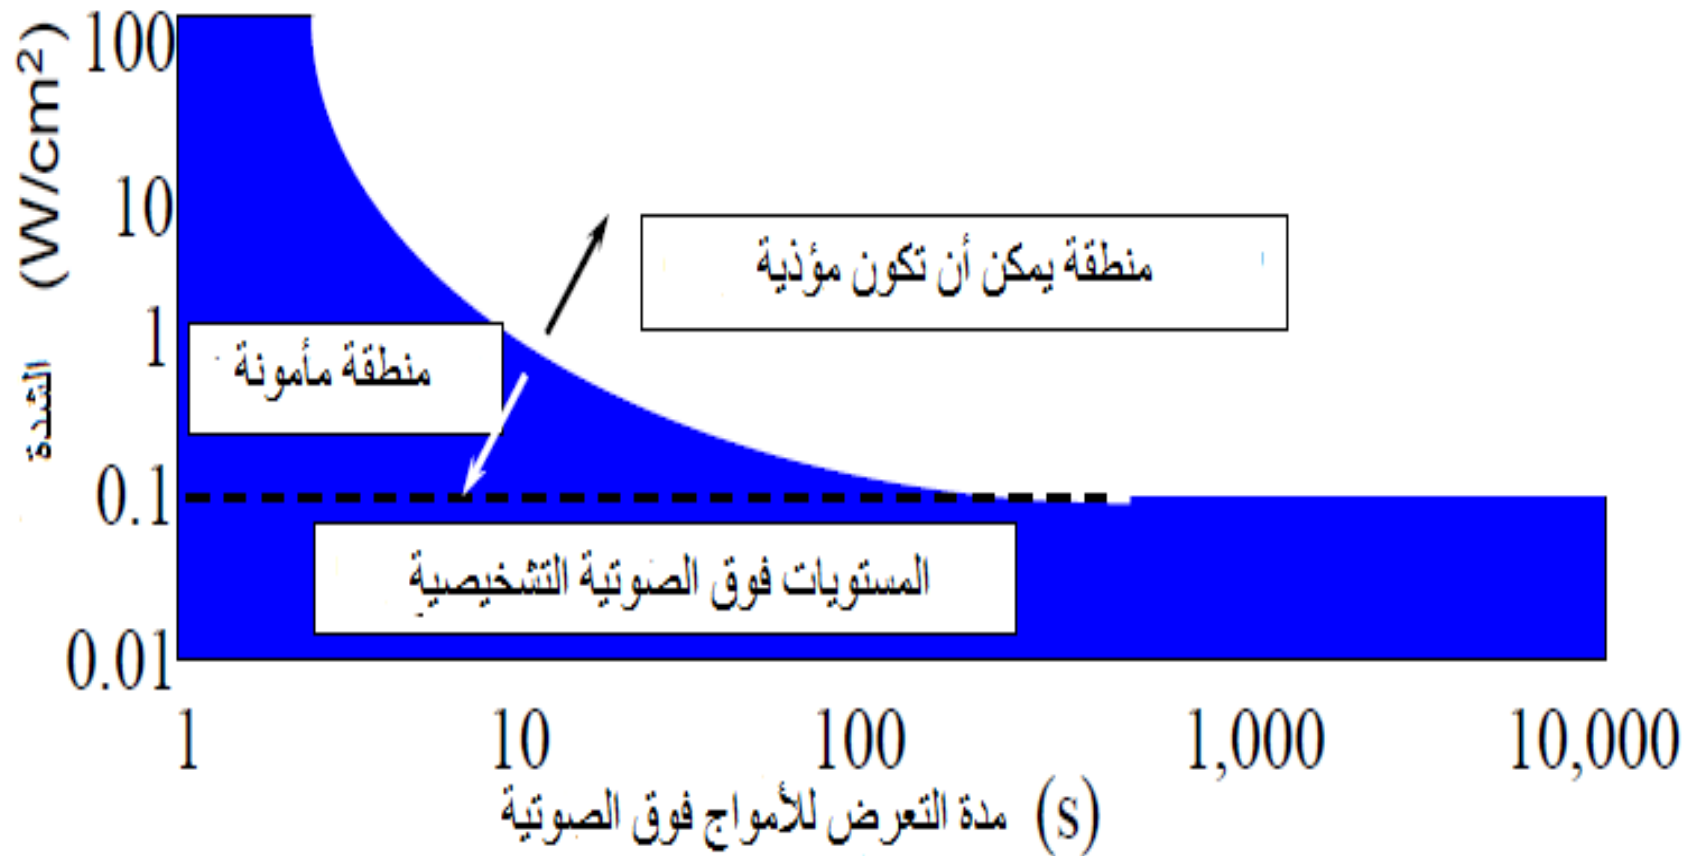 الشدة (W/cm²)
100
10
1
0.1
0.01
منطقة يمكن أن تكون مؤذية
منطقة مأمونة
المستويات فوق الصوتية التشخيصية
1 10 100 1,000 10,000
مدة التعرض للأمواج فوق الصوتية (s)